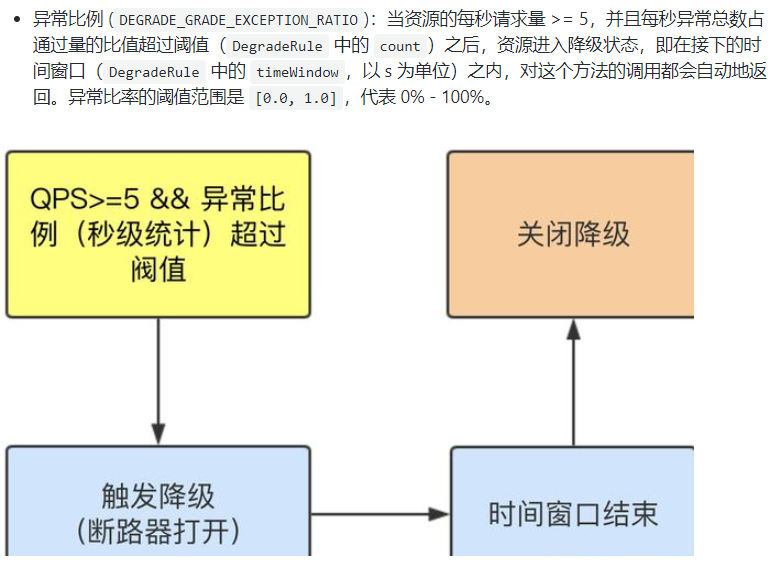 异常比例 (DEGRADE_GRADE_EXCEPTION_RATIO)：当资源的每秒请求量 >= 5，并且每秒异常总数占
通过量的比值超过阈值（DegradeRule 中的 count）之后，资源进入降级状态，即在接下的时
间窗口（DegradeRule 中的 timeWindow，以 s 为单位）之内，对这个方法的调用都会自动地返
回。异常比率的阈值范围是 [0.0, 1.0]，代表 0% - 100%。
QPS>=5 && 异常比
例（秒级统计）超过
阀值
关闭降级
触发降级
（断路器打开）
时间窗口结束